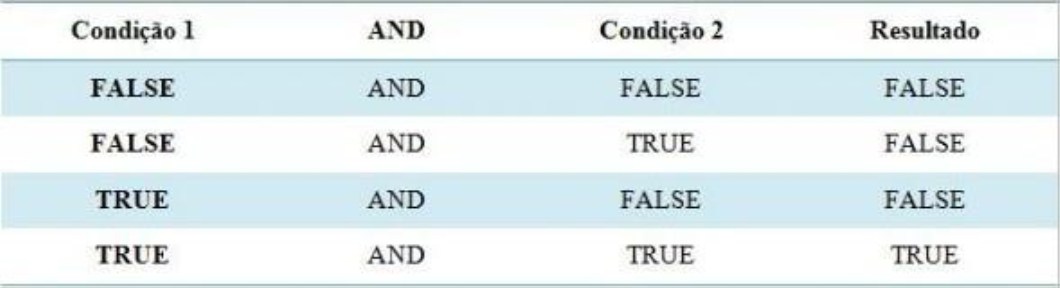 Condição 1 AND Condição 2 Resultado
FALSE AND FALSE FALSE
FALSE AND TRUE FALSE
TRUE AND FALSE FALSE
TRUE AND TRUE TRUE